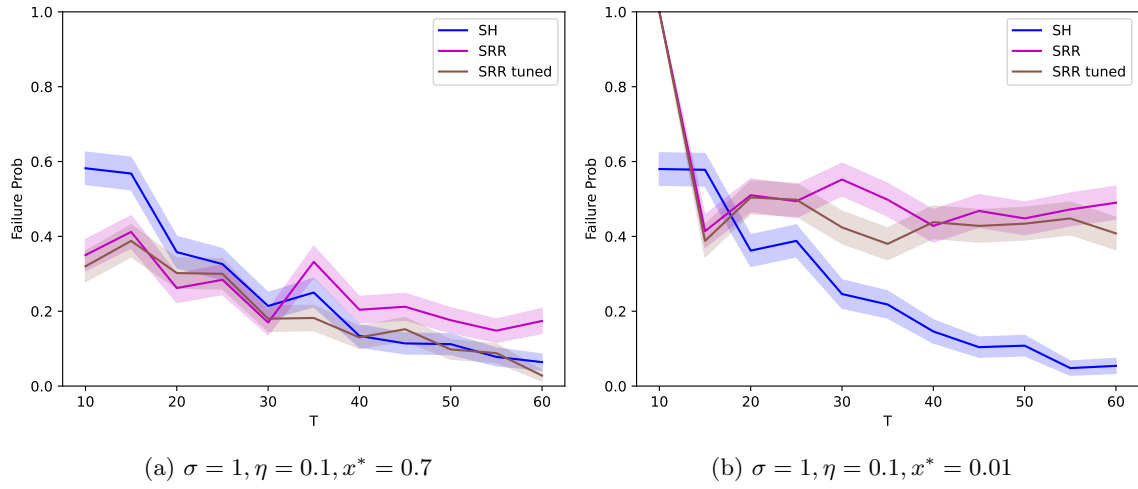 1.0
0.8
0.6
0.4
0.2
0.0
Failure Prob
10 20 30 40 50 60
T
SH
SRR
SRR tuned
(a) σ = 1, η = 0.1, x* = 0.7
1.0
0.8
0.6
0.4
0.2
0.0
Failure Prob
10 20 30 40 50 60
T
SH
SRR
SRR tuned
(b) σ = 1, η = 0.1, x* = 0.01